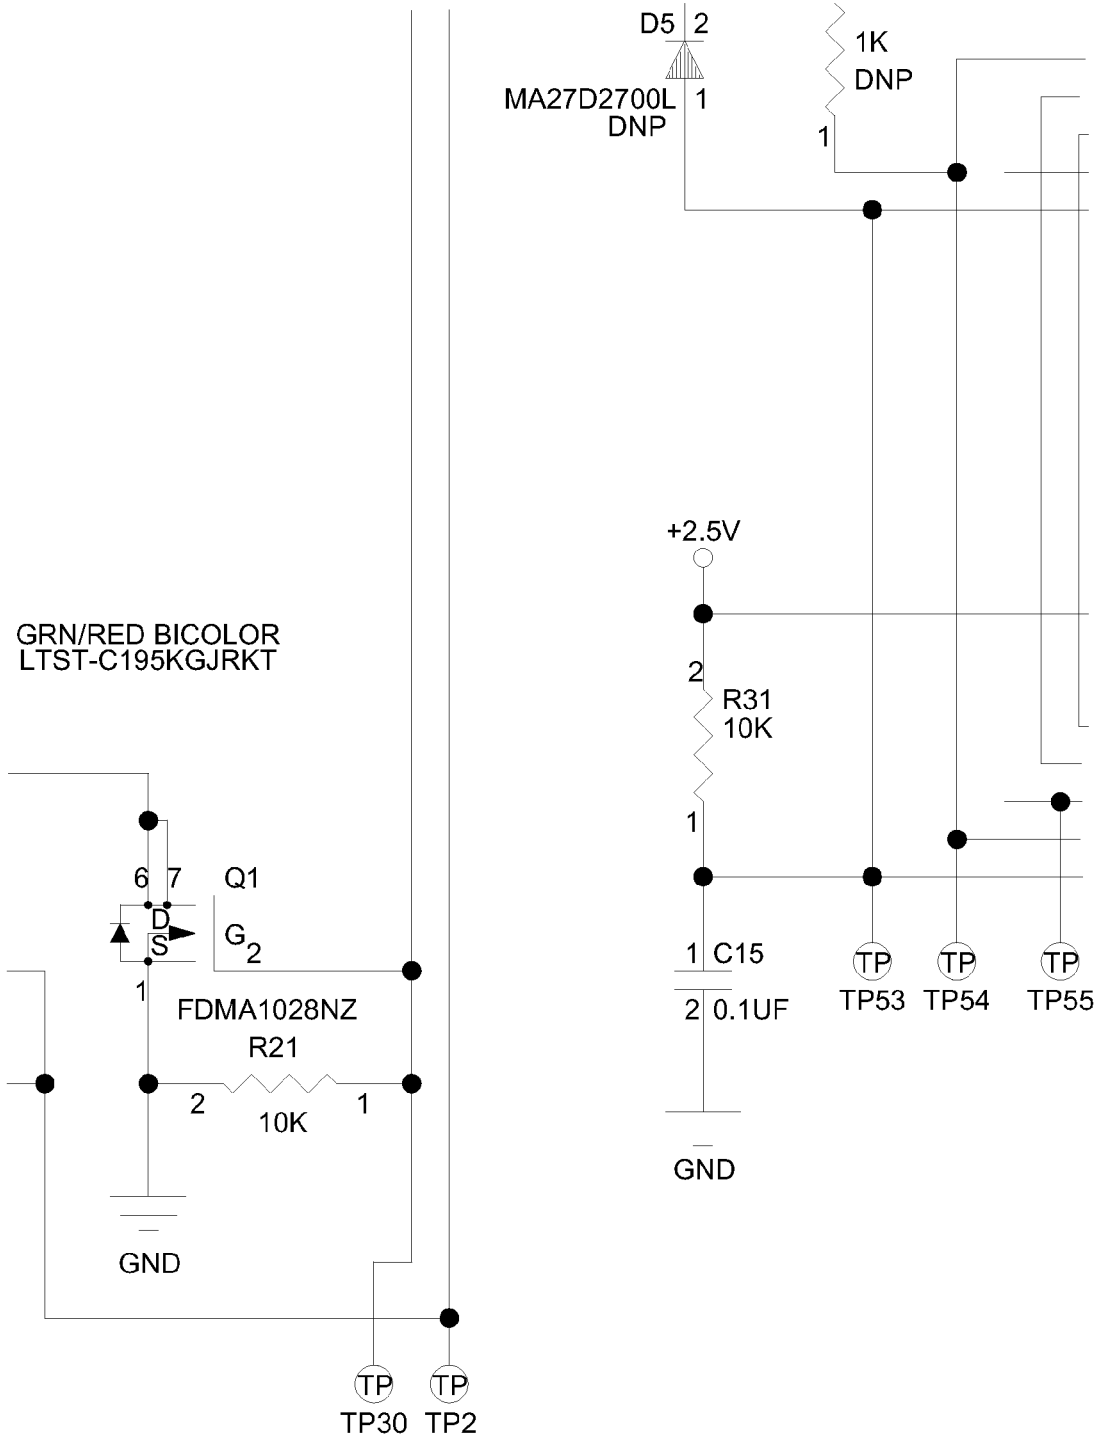 D5 2
1K
DNP
MA27D2700L 1
DNP
1
+2.5V
GRN/RED BICOLOR
LTST-C195KGJRKT
2
R31
10K
1
6 7 Q1
D
S
G
2
1
FDMA1028NZ
R21
2 1
10K
GND
1 C15
2 0.1UF
GND
TP TP TP
TP53 TP54 TP55
TP TP
TP30 TP2